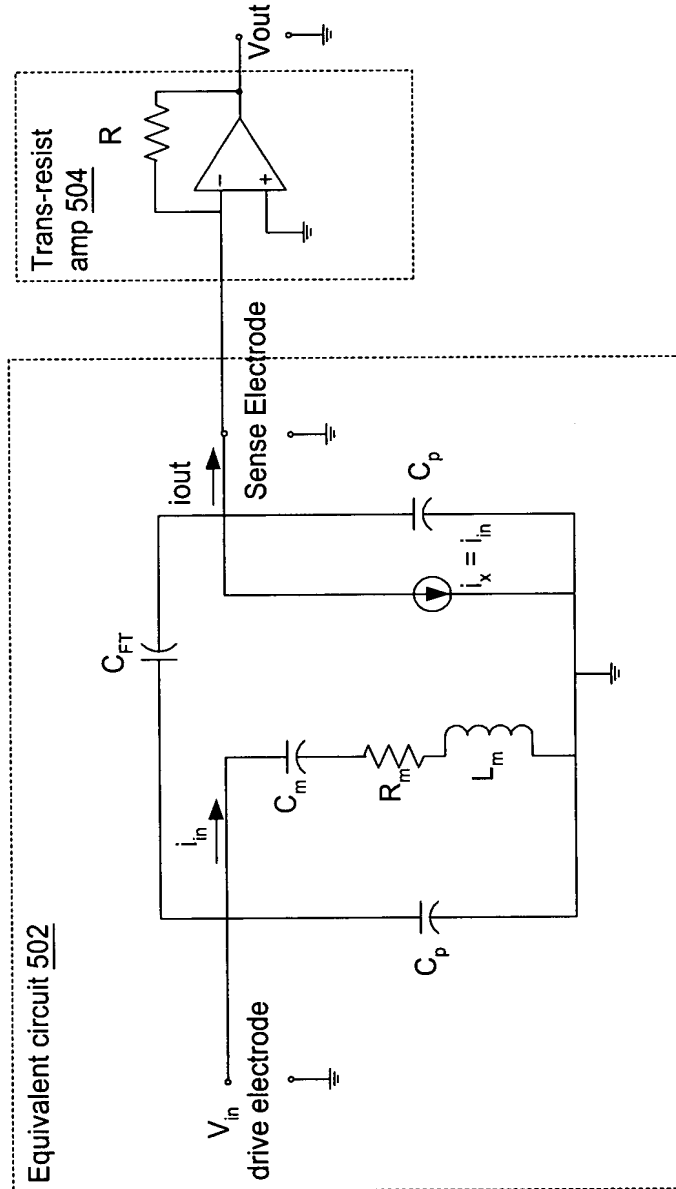 Equivalent circuit 502
Trans-resist
amp 504
R
−
+
Vout
C_FT
iout
i_in
V_in
drive electrode
C_m
R_m
L_m
C_p
i_x = i_in
C_p
Sense Electrode